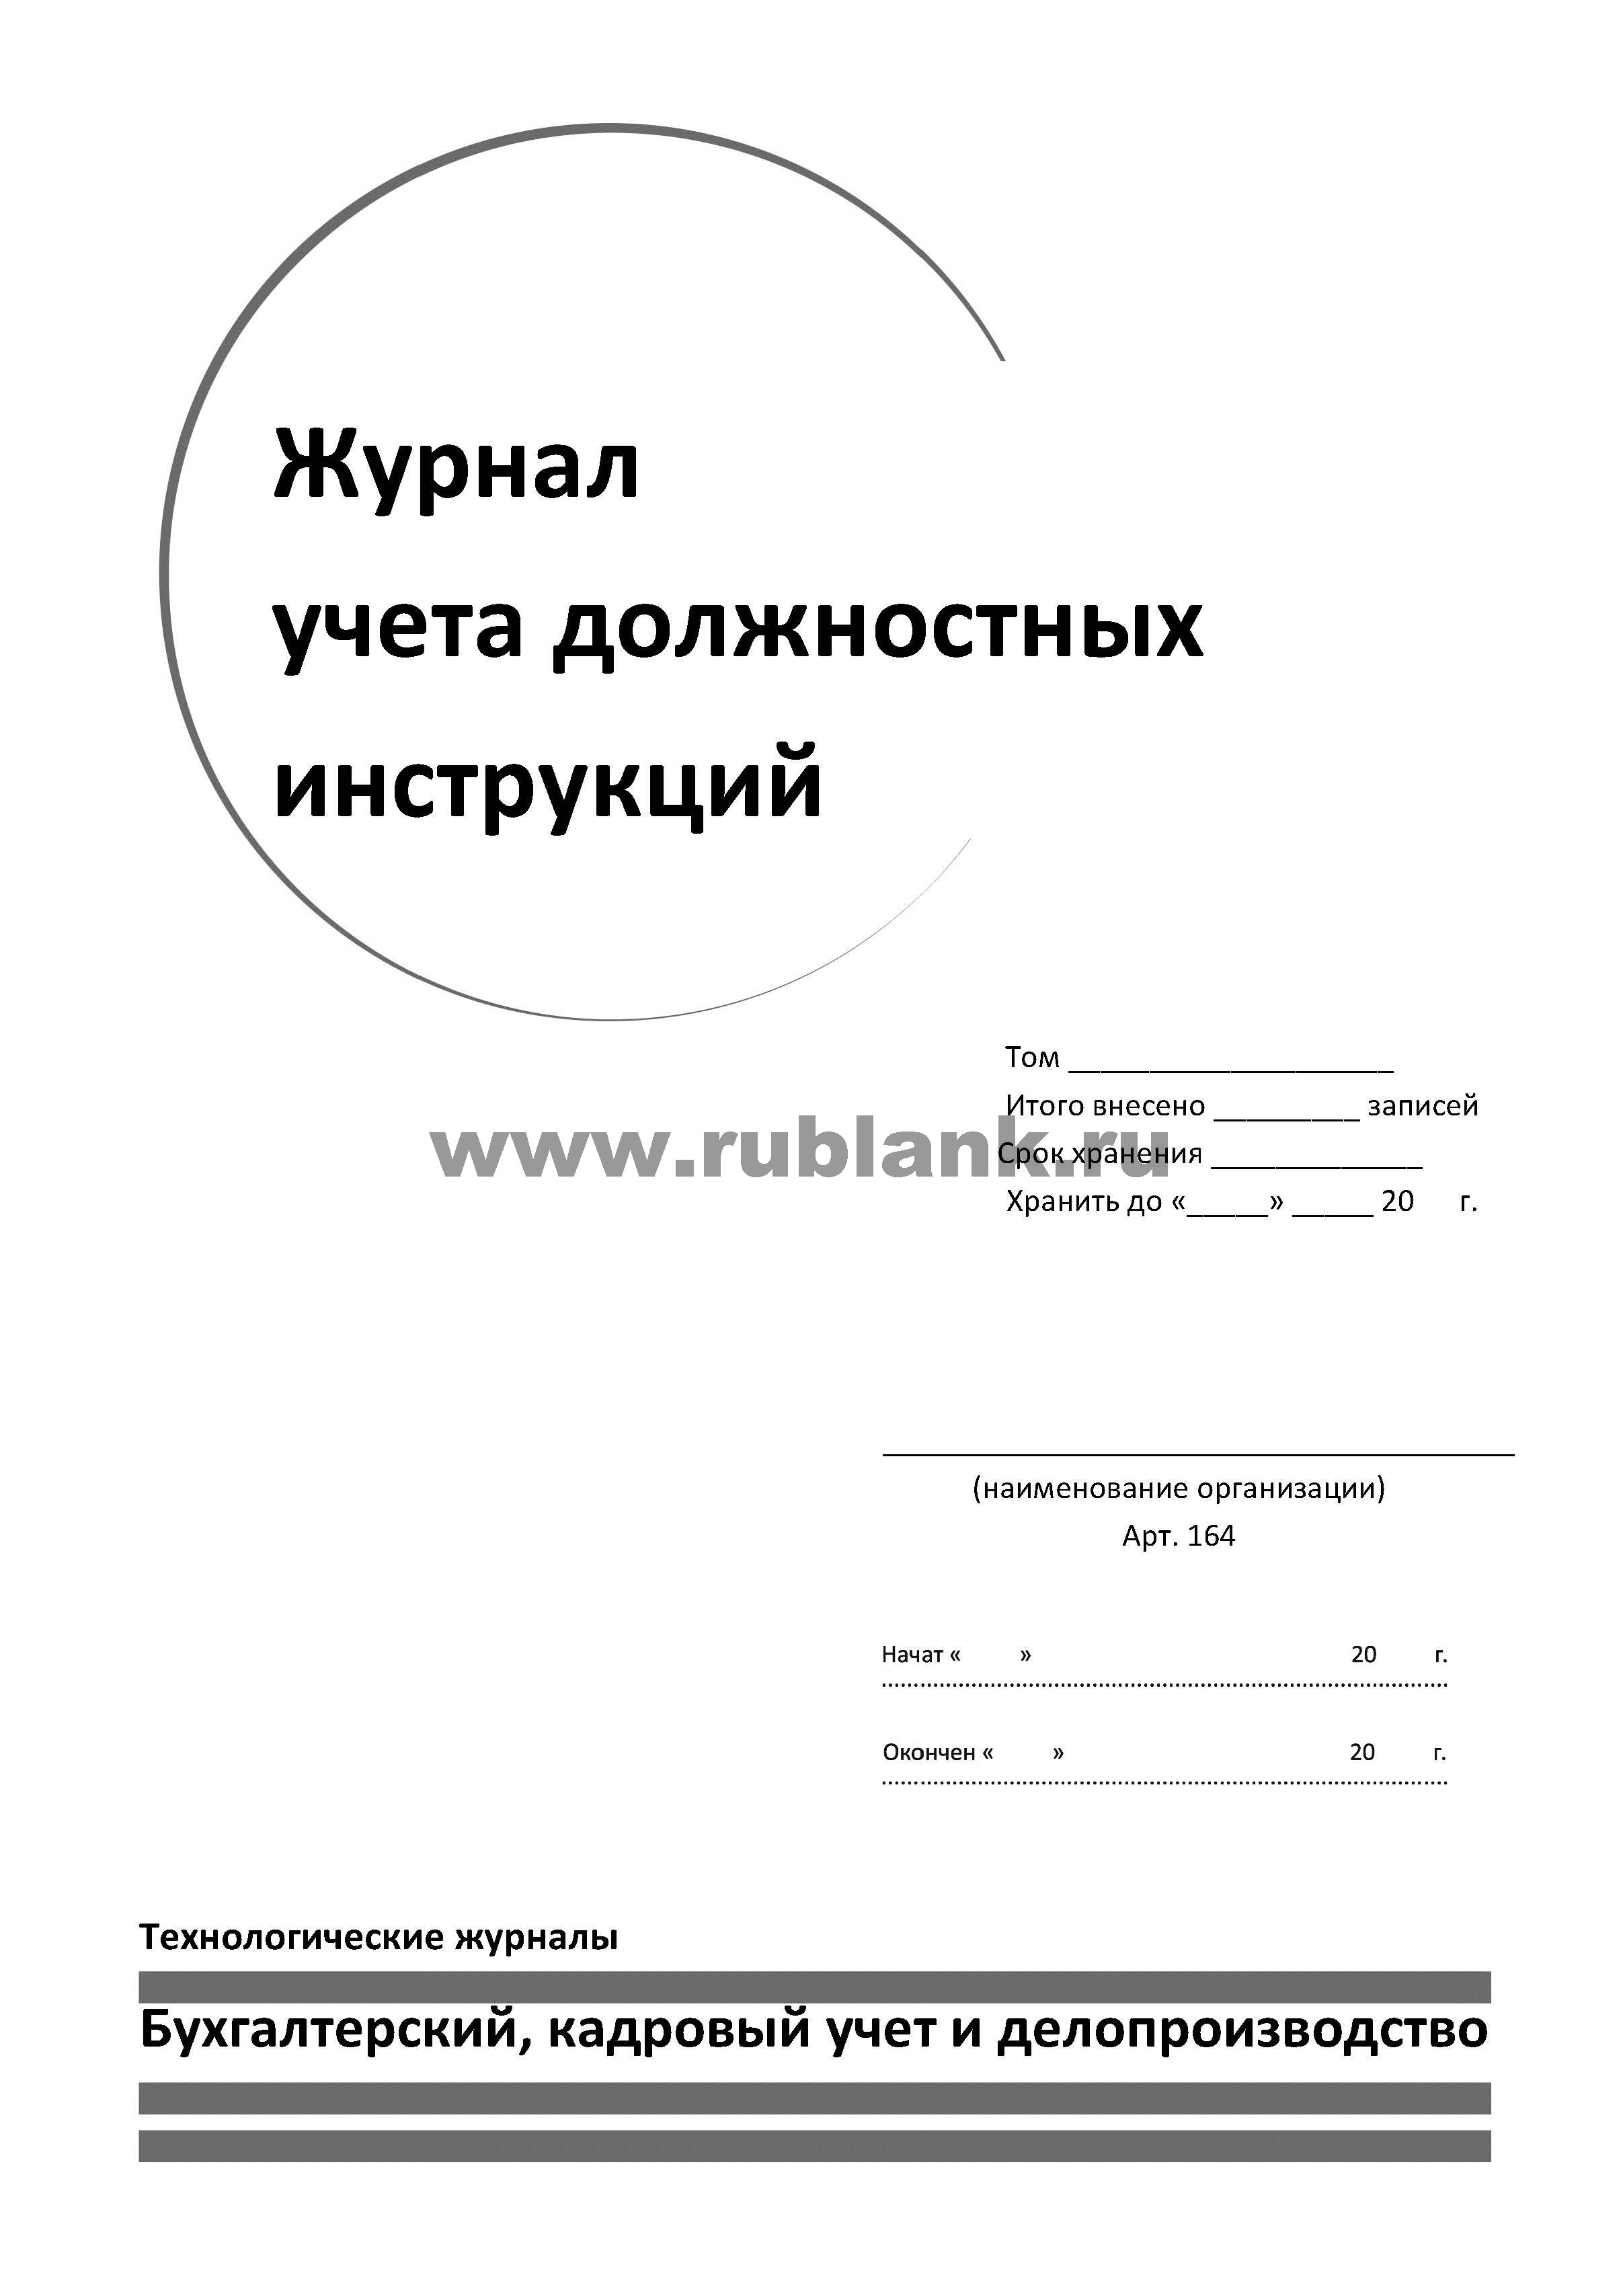 Журнал
учета должностных
инструкций
Том ____________________
Итого внесено _________ записей
www.rublank.ru
Срок хранения _____________
Хранить до «_____» _____ 20 г.
(наименование организации)
Арт. 164
Начат « » 20 г.
Окончен « » 20 г.
Технологические журналы
Бухгалтерский, кадровый учет и делопроизводство